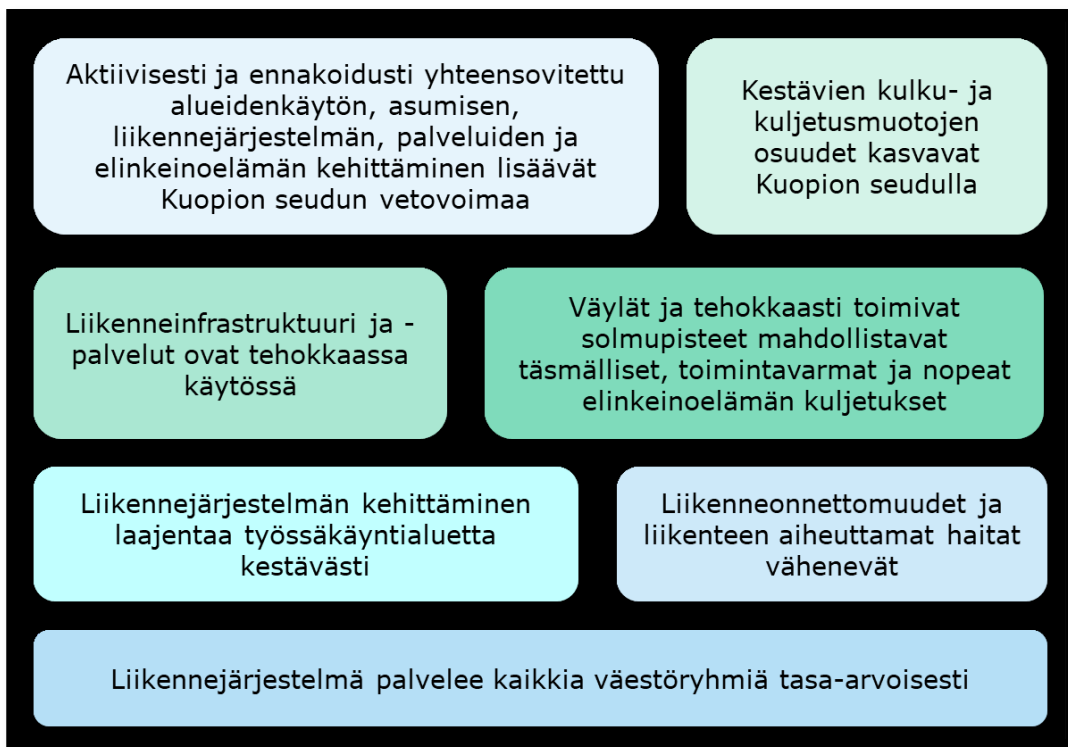 Aktiivisesti ja ennakoidusti yhteensovitettu
alueidenkäytön, asumisen,
liikennejärjestelmän, palveluiden ja
elinkeinoelämän kehittäminen lisäävät
Kuopion seudun vetovoimaa
Kestävien kulku- ja
kuljetusmuotojen
osuudet kasvavat
Kuopion seudulla
Liikenneinfrastruktuuri ja -
palvelut ovat tehokkaassa
käytössä
Väylät ja tehokkaasti toimivat
solmupisteet mahdollistavat
täsmälliset, toimintavarmat ja nopeat
elinkeinoelämän kuljetukset
Liikennejärjestelmän kehittäminen
laajentaa työssäkäyntialuetta
kestävästi
Liikenneonnettomuudet ja
liikenteen aiheuttamat haitat
vähenevät
Liikennejärjestelmä palvelee kaikkia väestöryhmiä tasa-arvoisesti